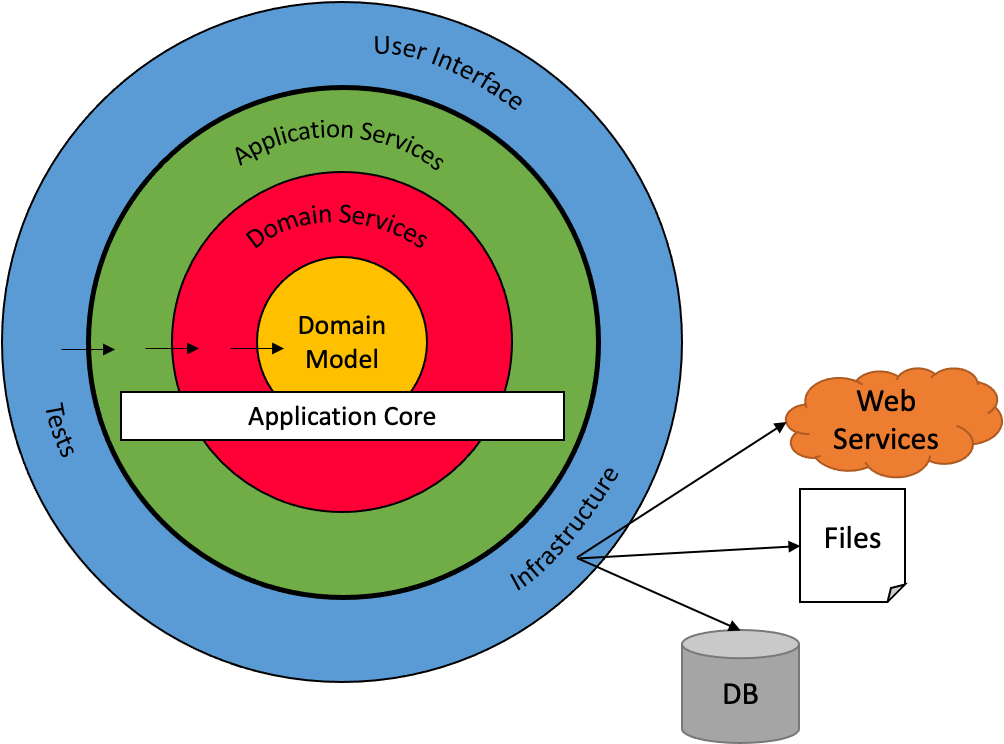 User Interface
Application Services
Domain Services
Domain
Model
Application Core
Tests
Infrastructure
Web
Services
Files
DB